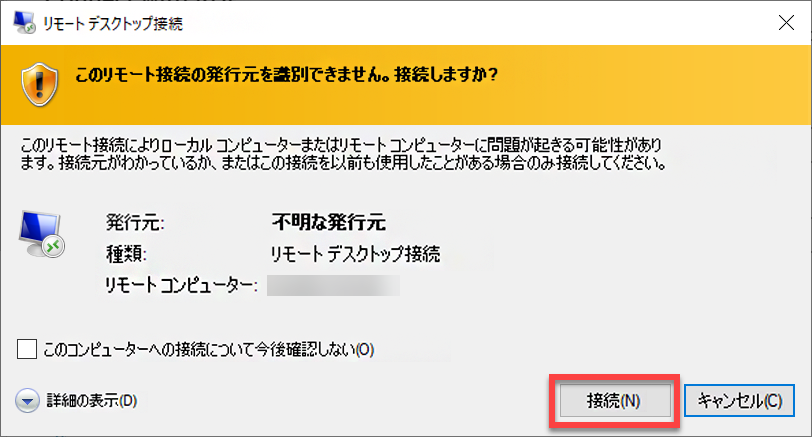 リモート デスクトップ接続
このリモート接続の発行元を識別できません。接続しますか?
このリモート接続によりローカル コンピューターまたはリモート コンピューターに問題が起きる可能性があり
ます。接続元がわかっているか、またはこの接続を以前も使用したことがある場合のみ接続してください。
発行元: 不明な発行元
種類: リモート デスクトップ接続
リモート コンピューター:
このコンピューターへの接続について今後確認しない(O)
詳細の表示(D) 接続(N) キャンセル(C)